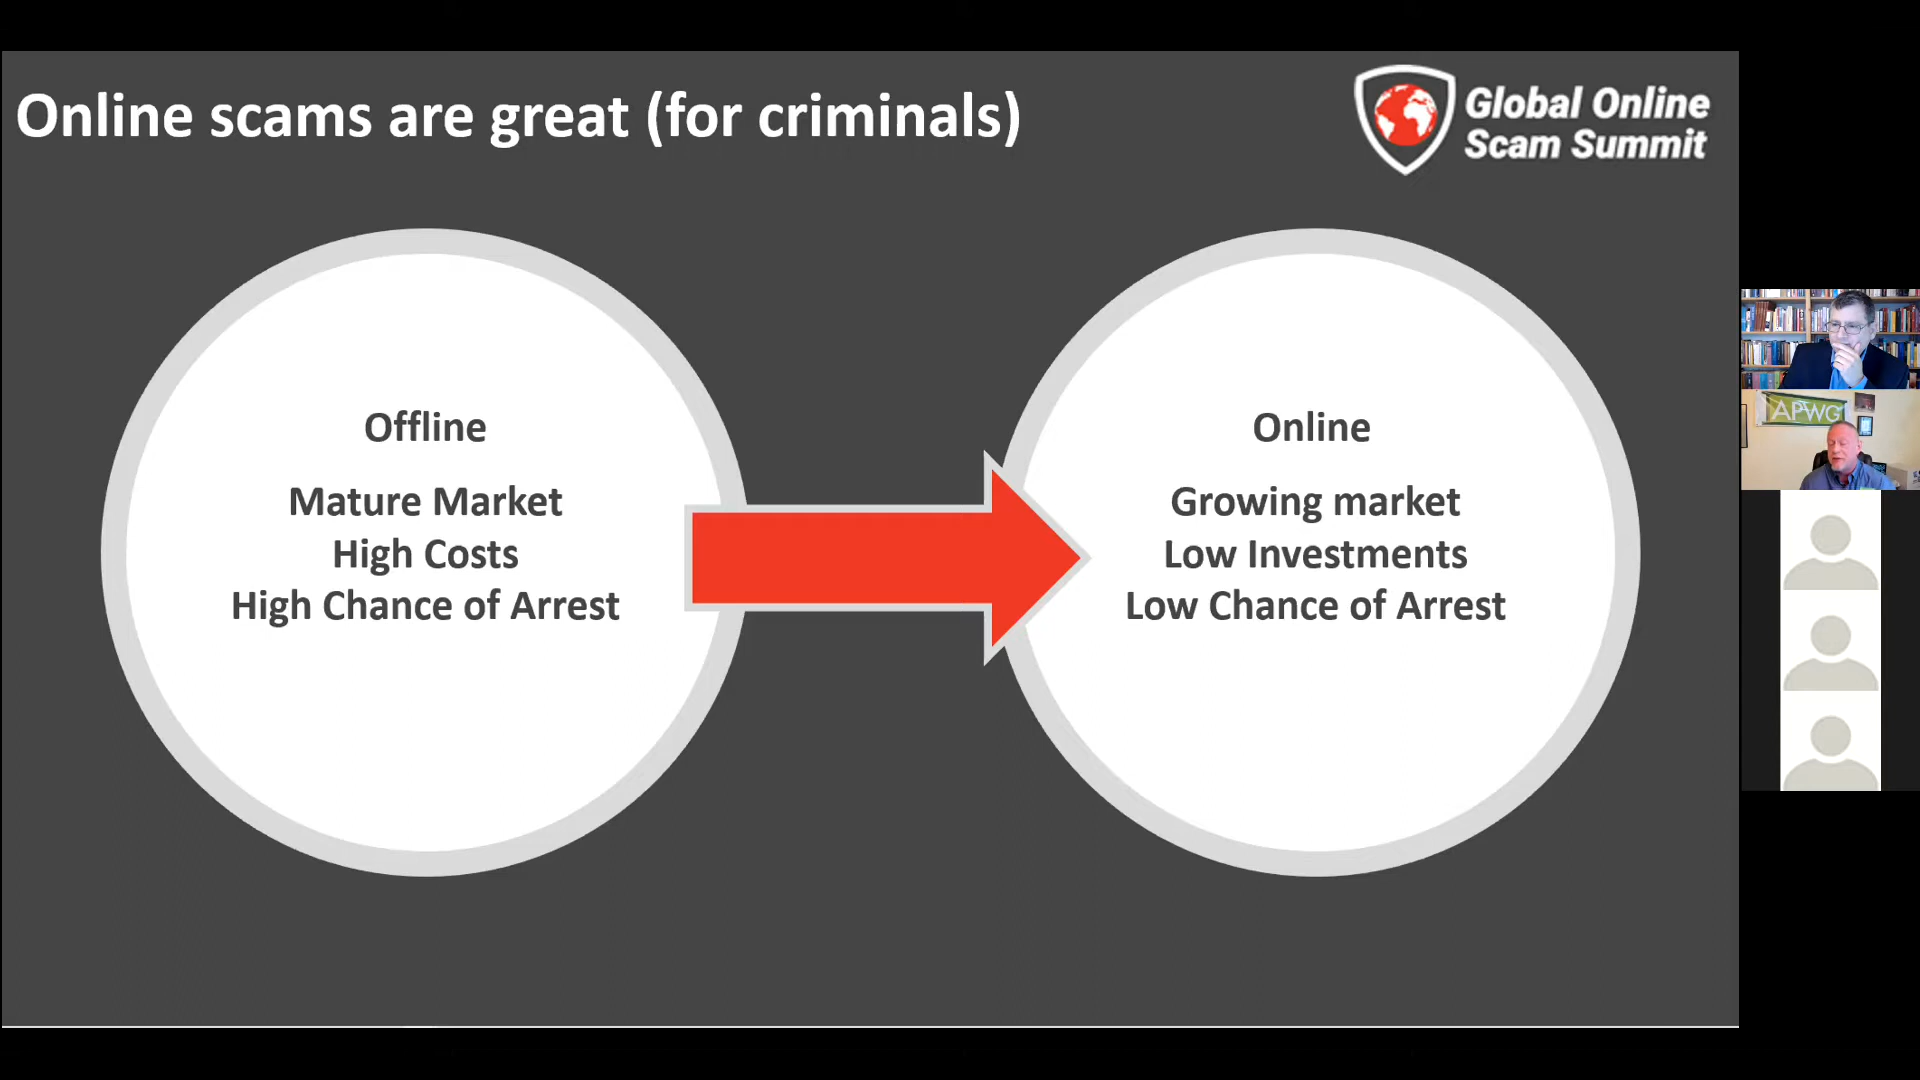 Online scams are great (for criminals)
Global Online
Scam Summit
Offline
Mature Market
High Costs
High Chance of Arrest
Online
Growing market
Low Investments
Low Chance of Arrest
APWG